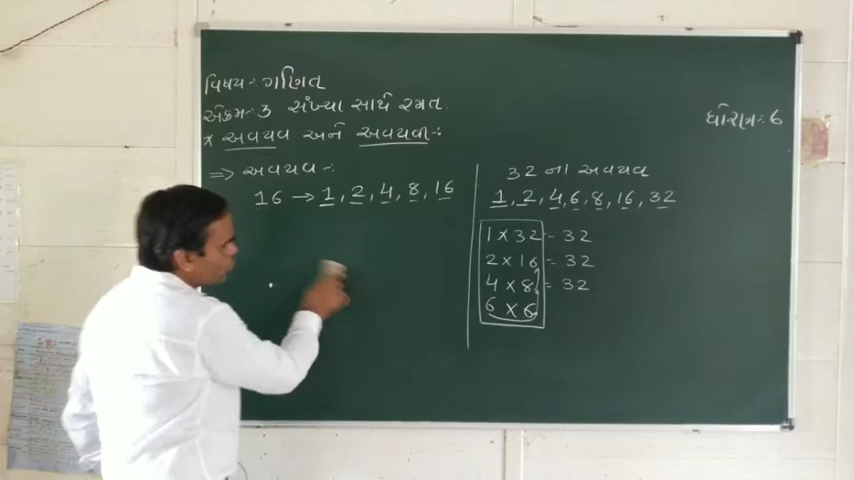 વિષય:- ગણિત
એકમ:- 3 સંખ્યા સાથે રમત.
* અવયવ અને અવયવી:-
ધોરણ:- 6
⇒ અવયવ:-
16 → 1, 2, 4, 8, 16
32 ના અવયવ
1, 2, 4, 6, 8, 16, 32
1 × 32 = 32
2 × 16 = 32
4 × 8 = 32
6 × 6